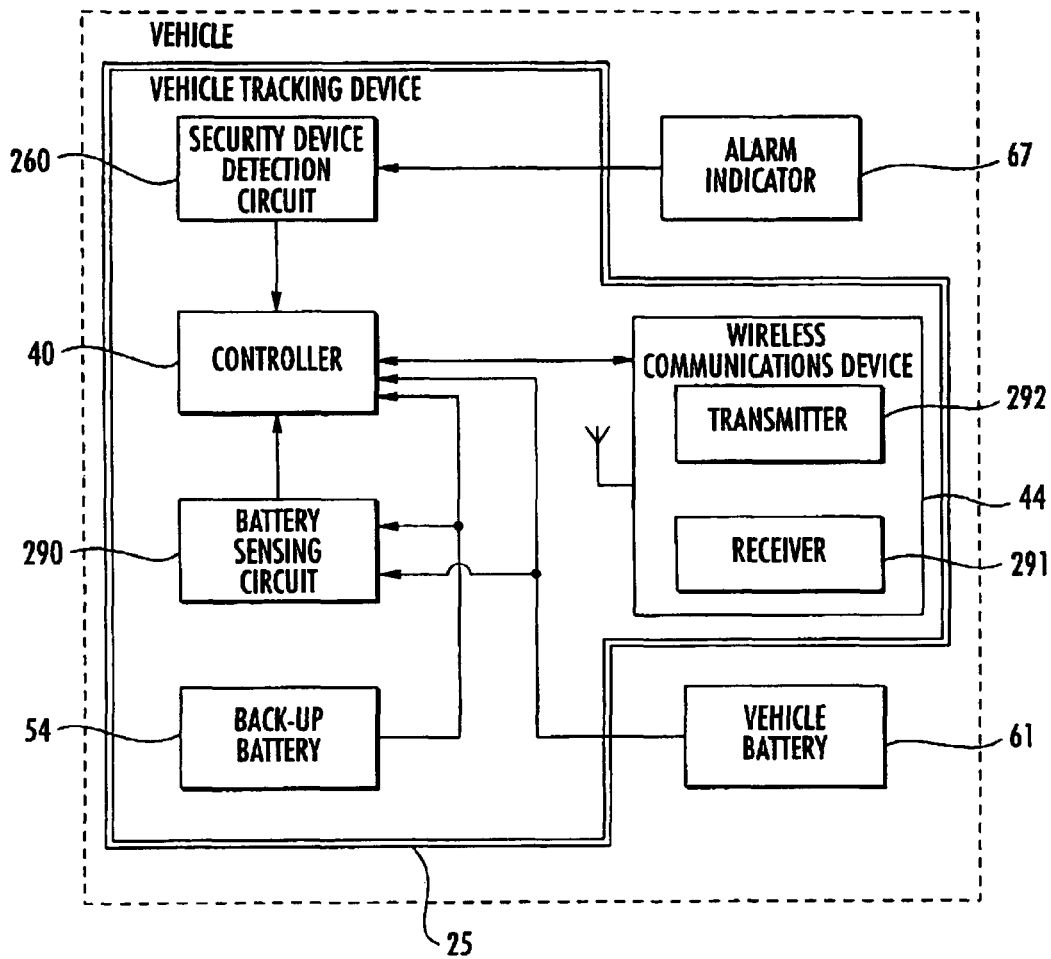 VEHICLE
VEHICLE TRACKING DEVICE
SECURITY DEVICE
DETECTION
CIRCUIT
260
ALARM
INDICATOR
67
CONTROLLER
40
WIRELESS
COMMUNICATIONS DEVICE
TRANSMITTER
292
44
RECEIVER
291
BATTERY
SENSING
CIRCUIT
290
BACK-UP
BATTERY
54
VEHICLE
BATTERY
61
25